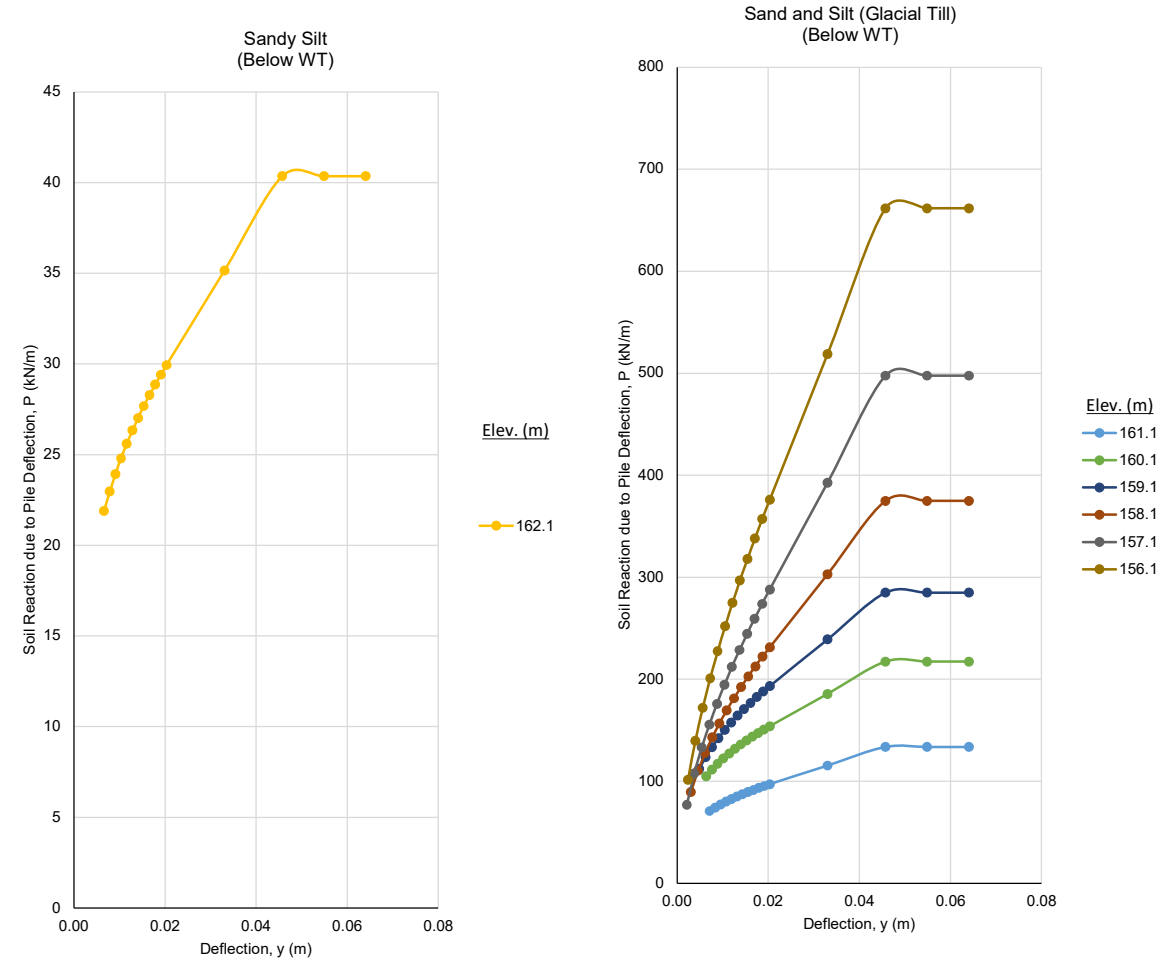 Sandy Silt
(Below WT)
45
40
35
30
25
20
15
10
5
0
0.00 0.02 0.04 0.06 0.08
Soil Reaction due to Pile Deflection, P (kN/m)
Deflection, y (m)
Elev. (m)
162.1
Sand and Silt (Glacial Till)
(Below WT)
800
700
600
500
400
300
200
100
0
0.00 0.02 0.04 0.06 0.08
Soil Reaction due to Pile Deflection, P (kN/m)
Deflection, y (m)
Elev. (m)
161.1
160.1
159.1
158.1
157.1
156.1